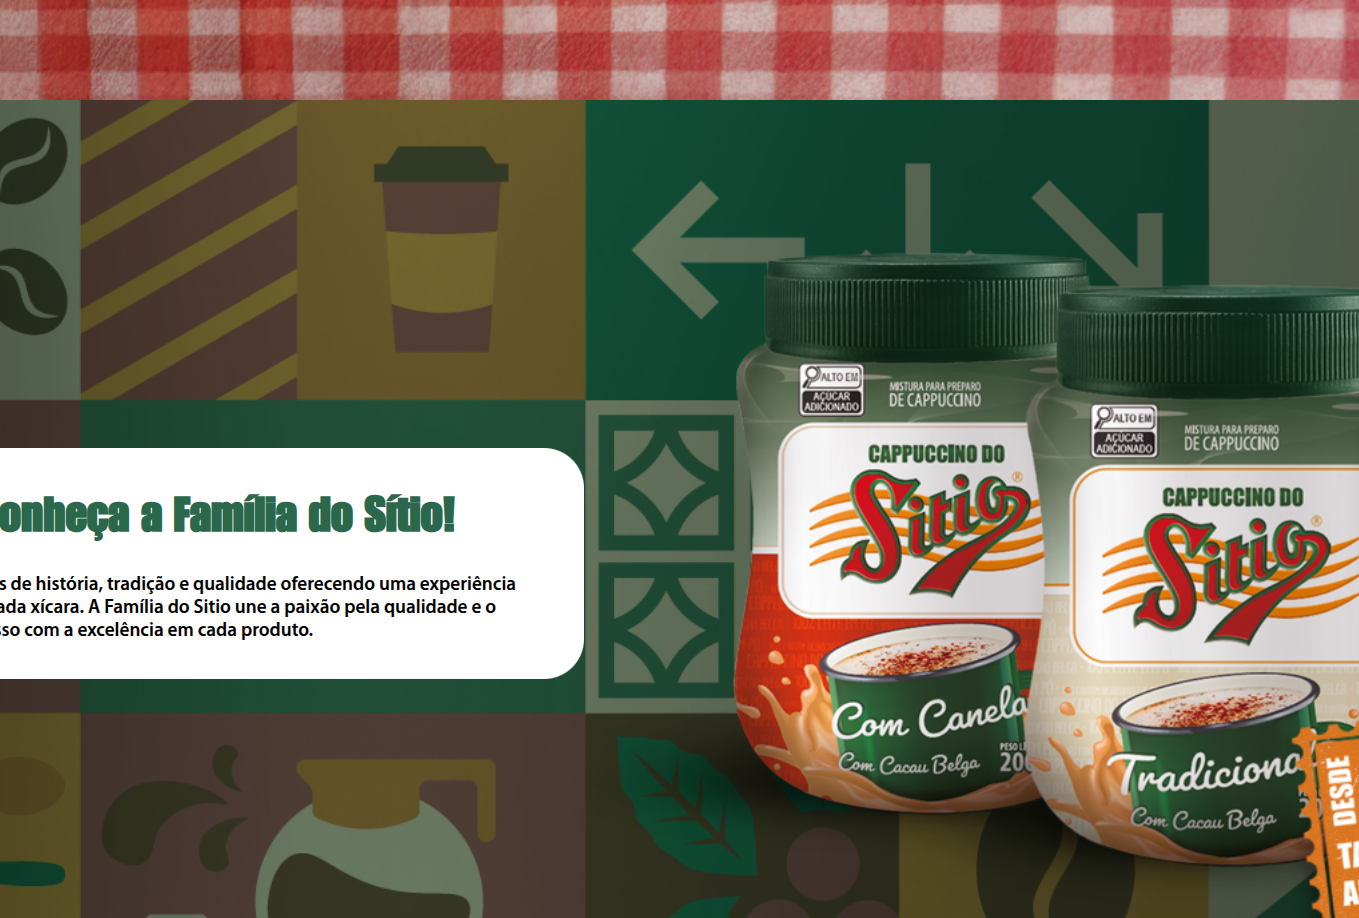 onheça a Família do Sítio!
s de história, tradição e qualidade oferecendo uma experiência
ada xícara. A Família do Sitio une a paixão pela qualidade e o
sso com a excelência em cada produto.
ALTO EM
AÇÚCAR
ADICIONADO
MISTURA PARA PREPARO
DE CAPPUCCINO
CAPPUCCINO DO
Sitio®
Com Canela
Com Cacau Belga
PESO L
200
ALTO EM
AÇÚCAR
ADICIONADO
MISTURA PARA PREPARO
DE CAPPUCCINO
CAPPUCCINO DO
Sitio®
Tradiciona
Com Cacau Belga
DESDE
TA
A